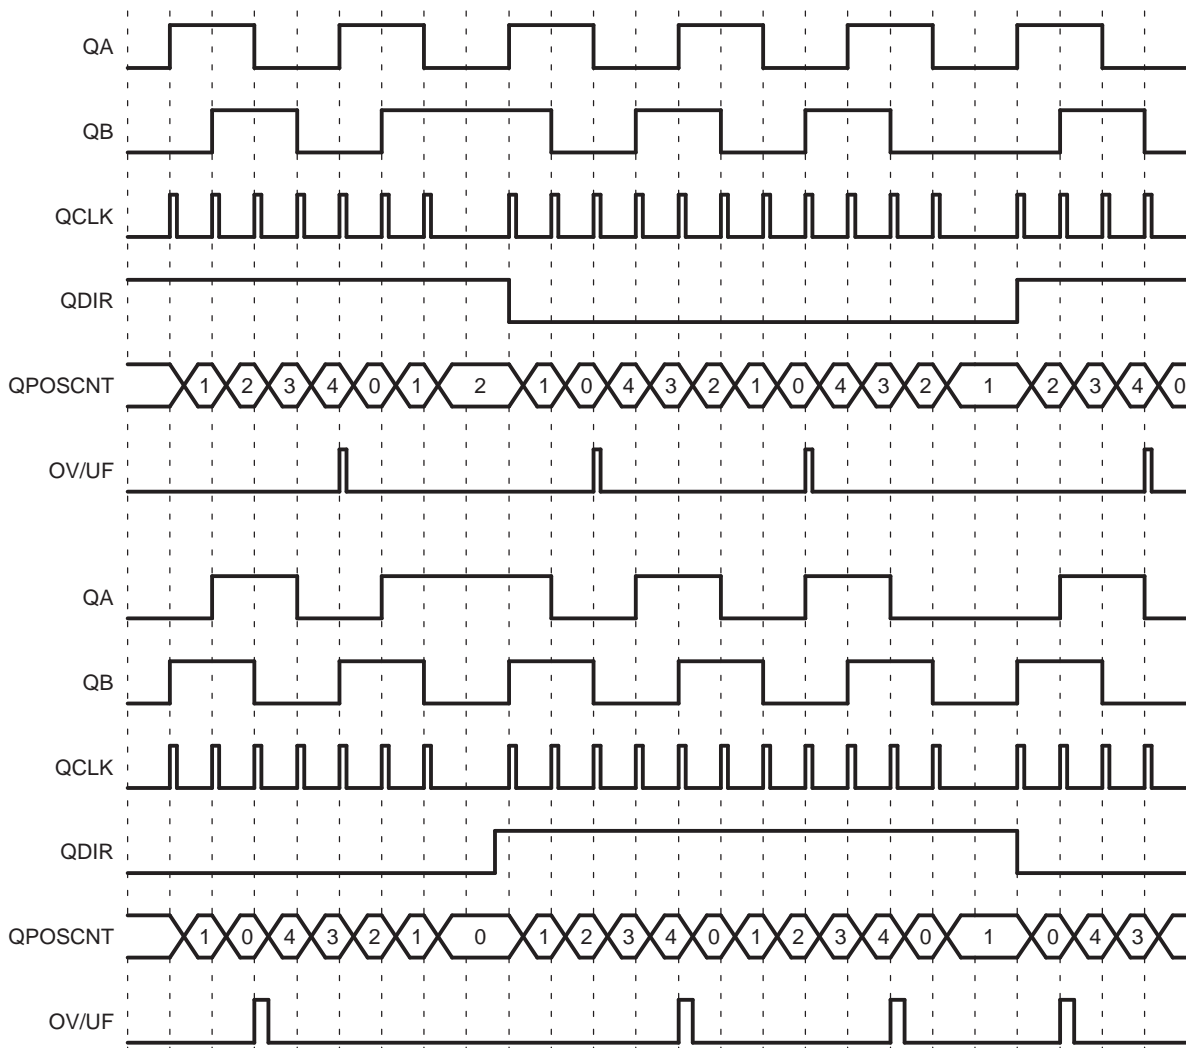 QA
QB
QCLK
QDIR
QPOSCNT 1 2 3 4 0 1 2 1 0 4 3 2 1 0 4 3 2 1 2 3 4 0
OV/UF
QA
QB
QCLK
QDIR
QPOSCNT 1 0 4 3 2 1 0 1 2 3 4 0 1 2 3 4 0 1 0 4 3
OV/UF